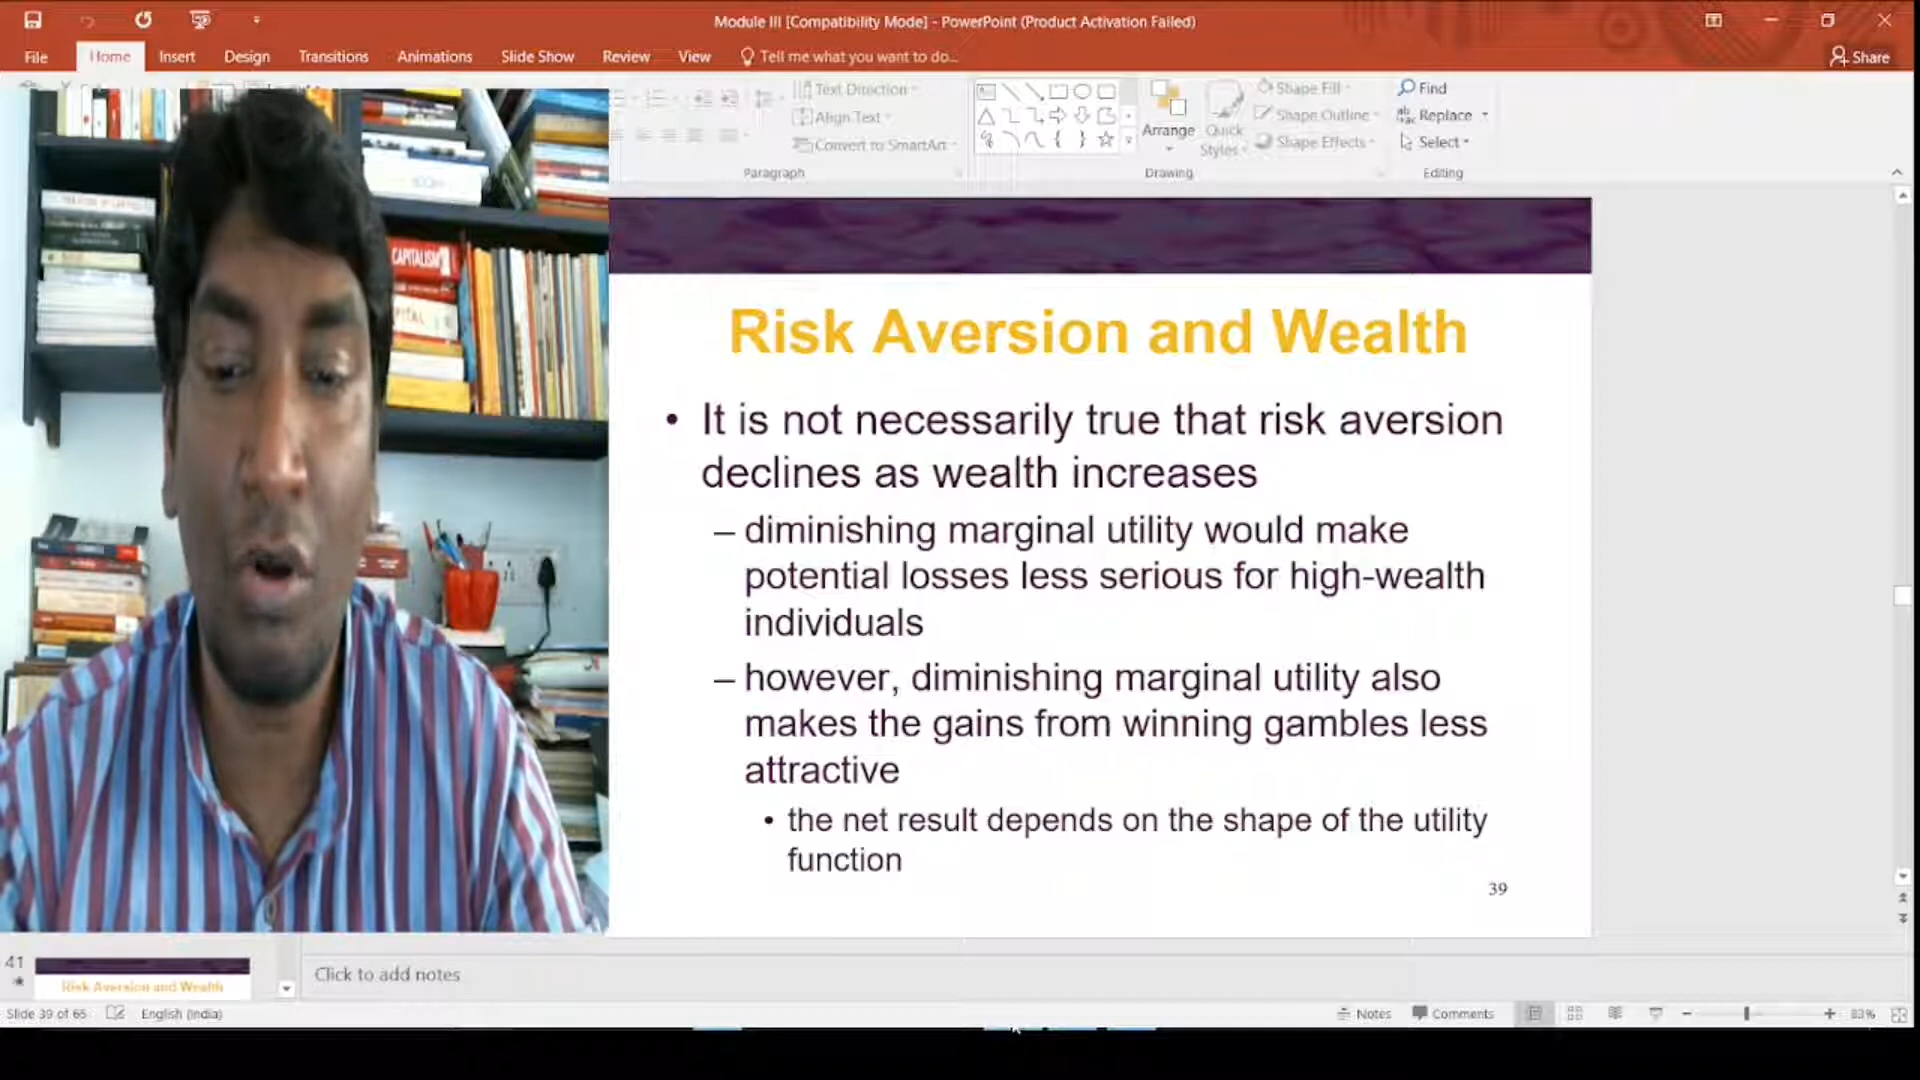 Module III [Compatibility Mode] - PowerPoint (Product Activation Failed)
File Home Insert Design Transitions Animations Slide Show Review View Tell me what you want to do...
Share
Text Direction
Align Text
Convert to SmartArt
Paragraph
Arrange
Quick
Styles
Shape Fill
Shape Outline
Shape Effects
Drawing
Find
Replace
Select
Editing
CAPITALISM
Risk Aversion and Wealth
• It is not necessarily true that risk aversion
declines as wealth increases
– diminishing marginal utility would make
potential losses less serious for high-wealth
individuals
– however, diminishing marginal utility also
makes the gains from winning gambles less
attractive
• the net result depends on the shape of the utility
function
39
41
Risk Aversion and Wealth
Click to add notes
Slide 39 of 65 English (India)
Notes Comments 83%